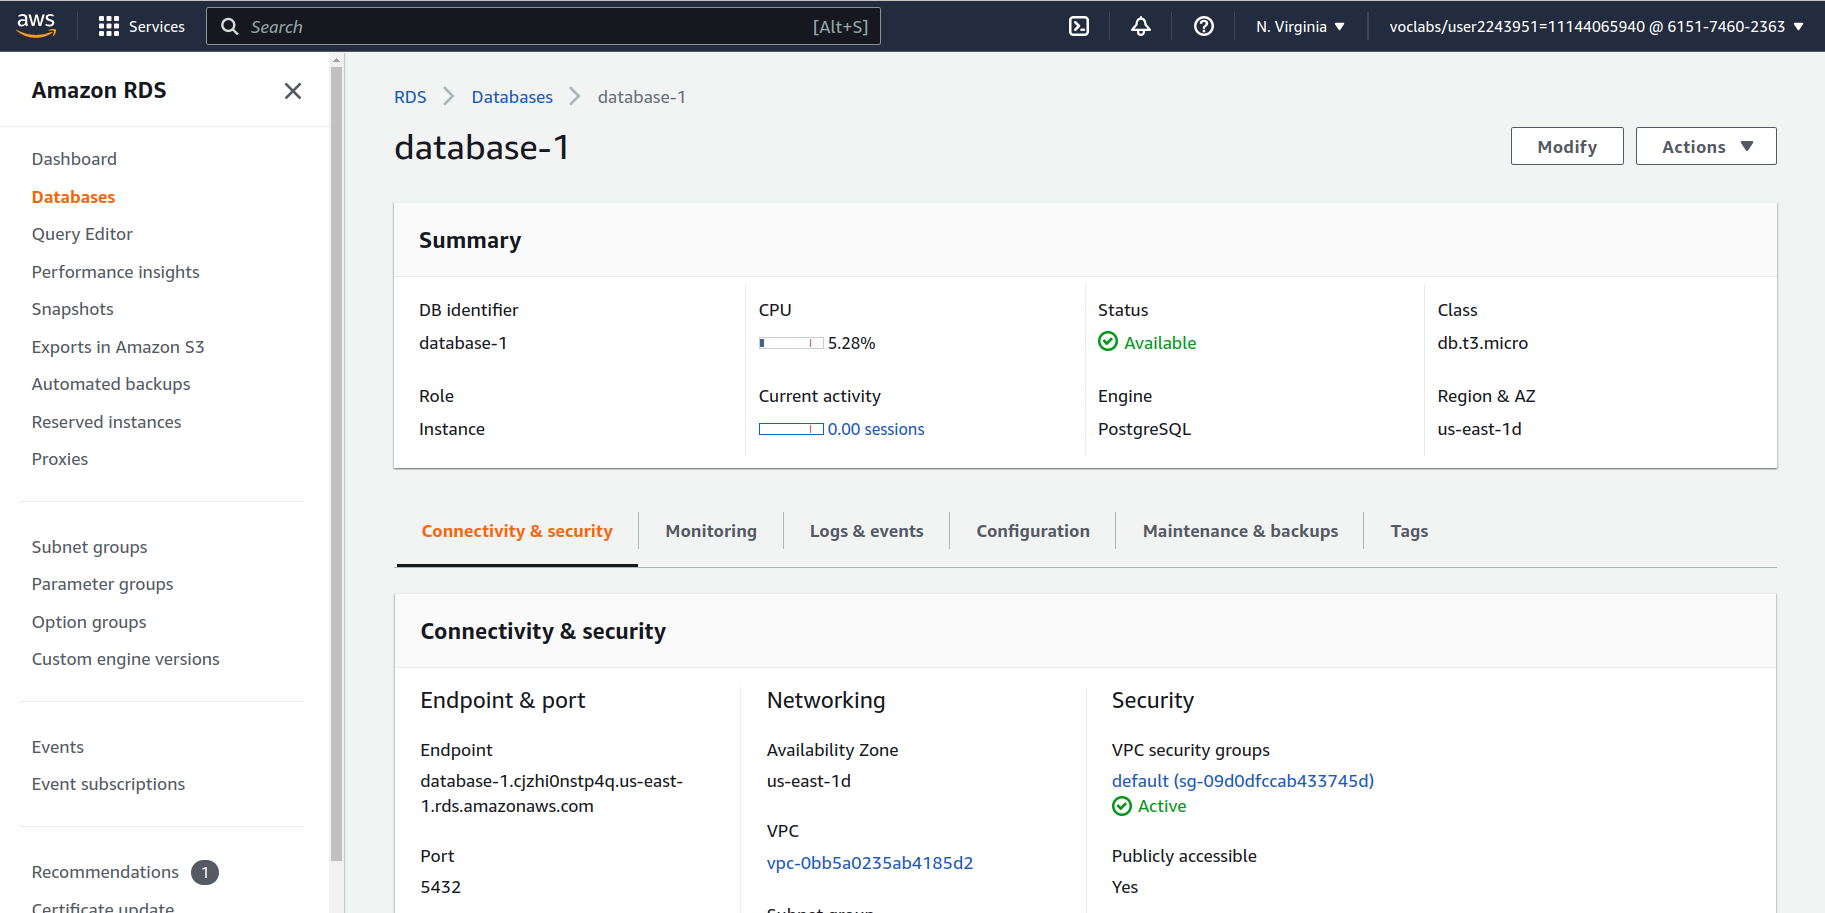 aws
Services
Search [Alt+S]
N. Virginia
voclabs/user2243951=11144065940 @ 6151-7460-2363
Amazon RDS
Dashboard
Databases
Query Editor
Performance insights
Snapshots
Exports in Amazon S3
Automated backups
Reserved instances
Proxies
Subnet groups
Parameter groups
Option groups
Custom engine versions
Events
Event subscriptions
Recommendations 1
Certificate update
RDS Databases database-1
database-1
Modify
Actions
Summary
DB identifier
database-1
CPU
5.28%
Status
Available
Class
db.t3.micro
Role
Instance
Current activity
0.00 sessions
Engine
PostgreSQL
Region & AZ
us-east-1d
Connectivity & security
Monitoring
Logs & events
Configuration
Maintenance & backups
Tags
Connectivity & security
Endpoint & port
Endpoint
database-1.cjzhi0nstp4q.us-east-
1.rds.amazonaws.com
Port
5432
Networking
Availability Zone
us-east-1d
VPC
vpc-0bb5a0235ab4185d2
Subnet group
Security
VPC security groups
default (sg-09d0dfccab433745d)
Active
Publicly accessible
Yes